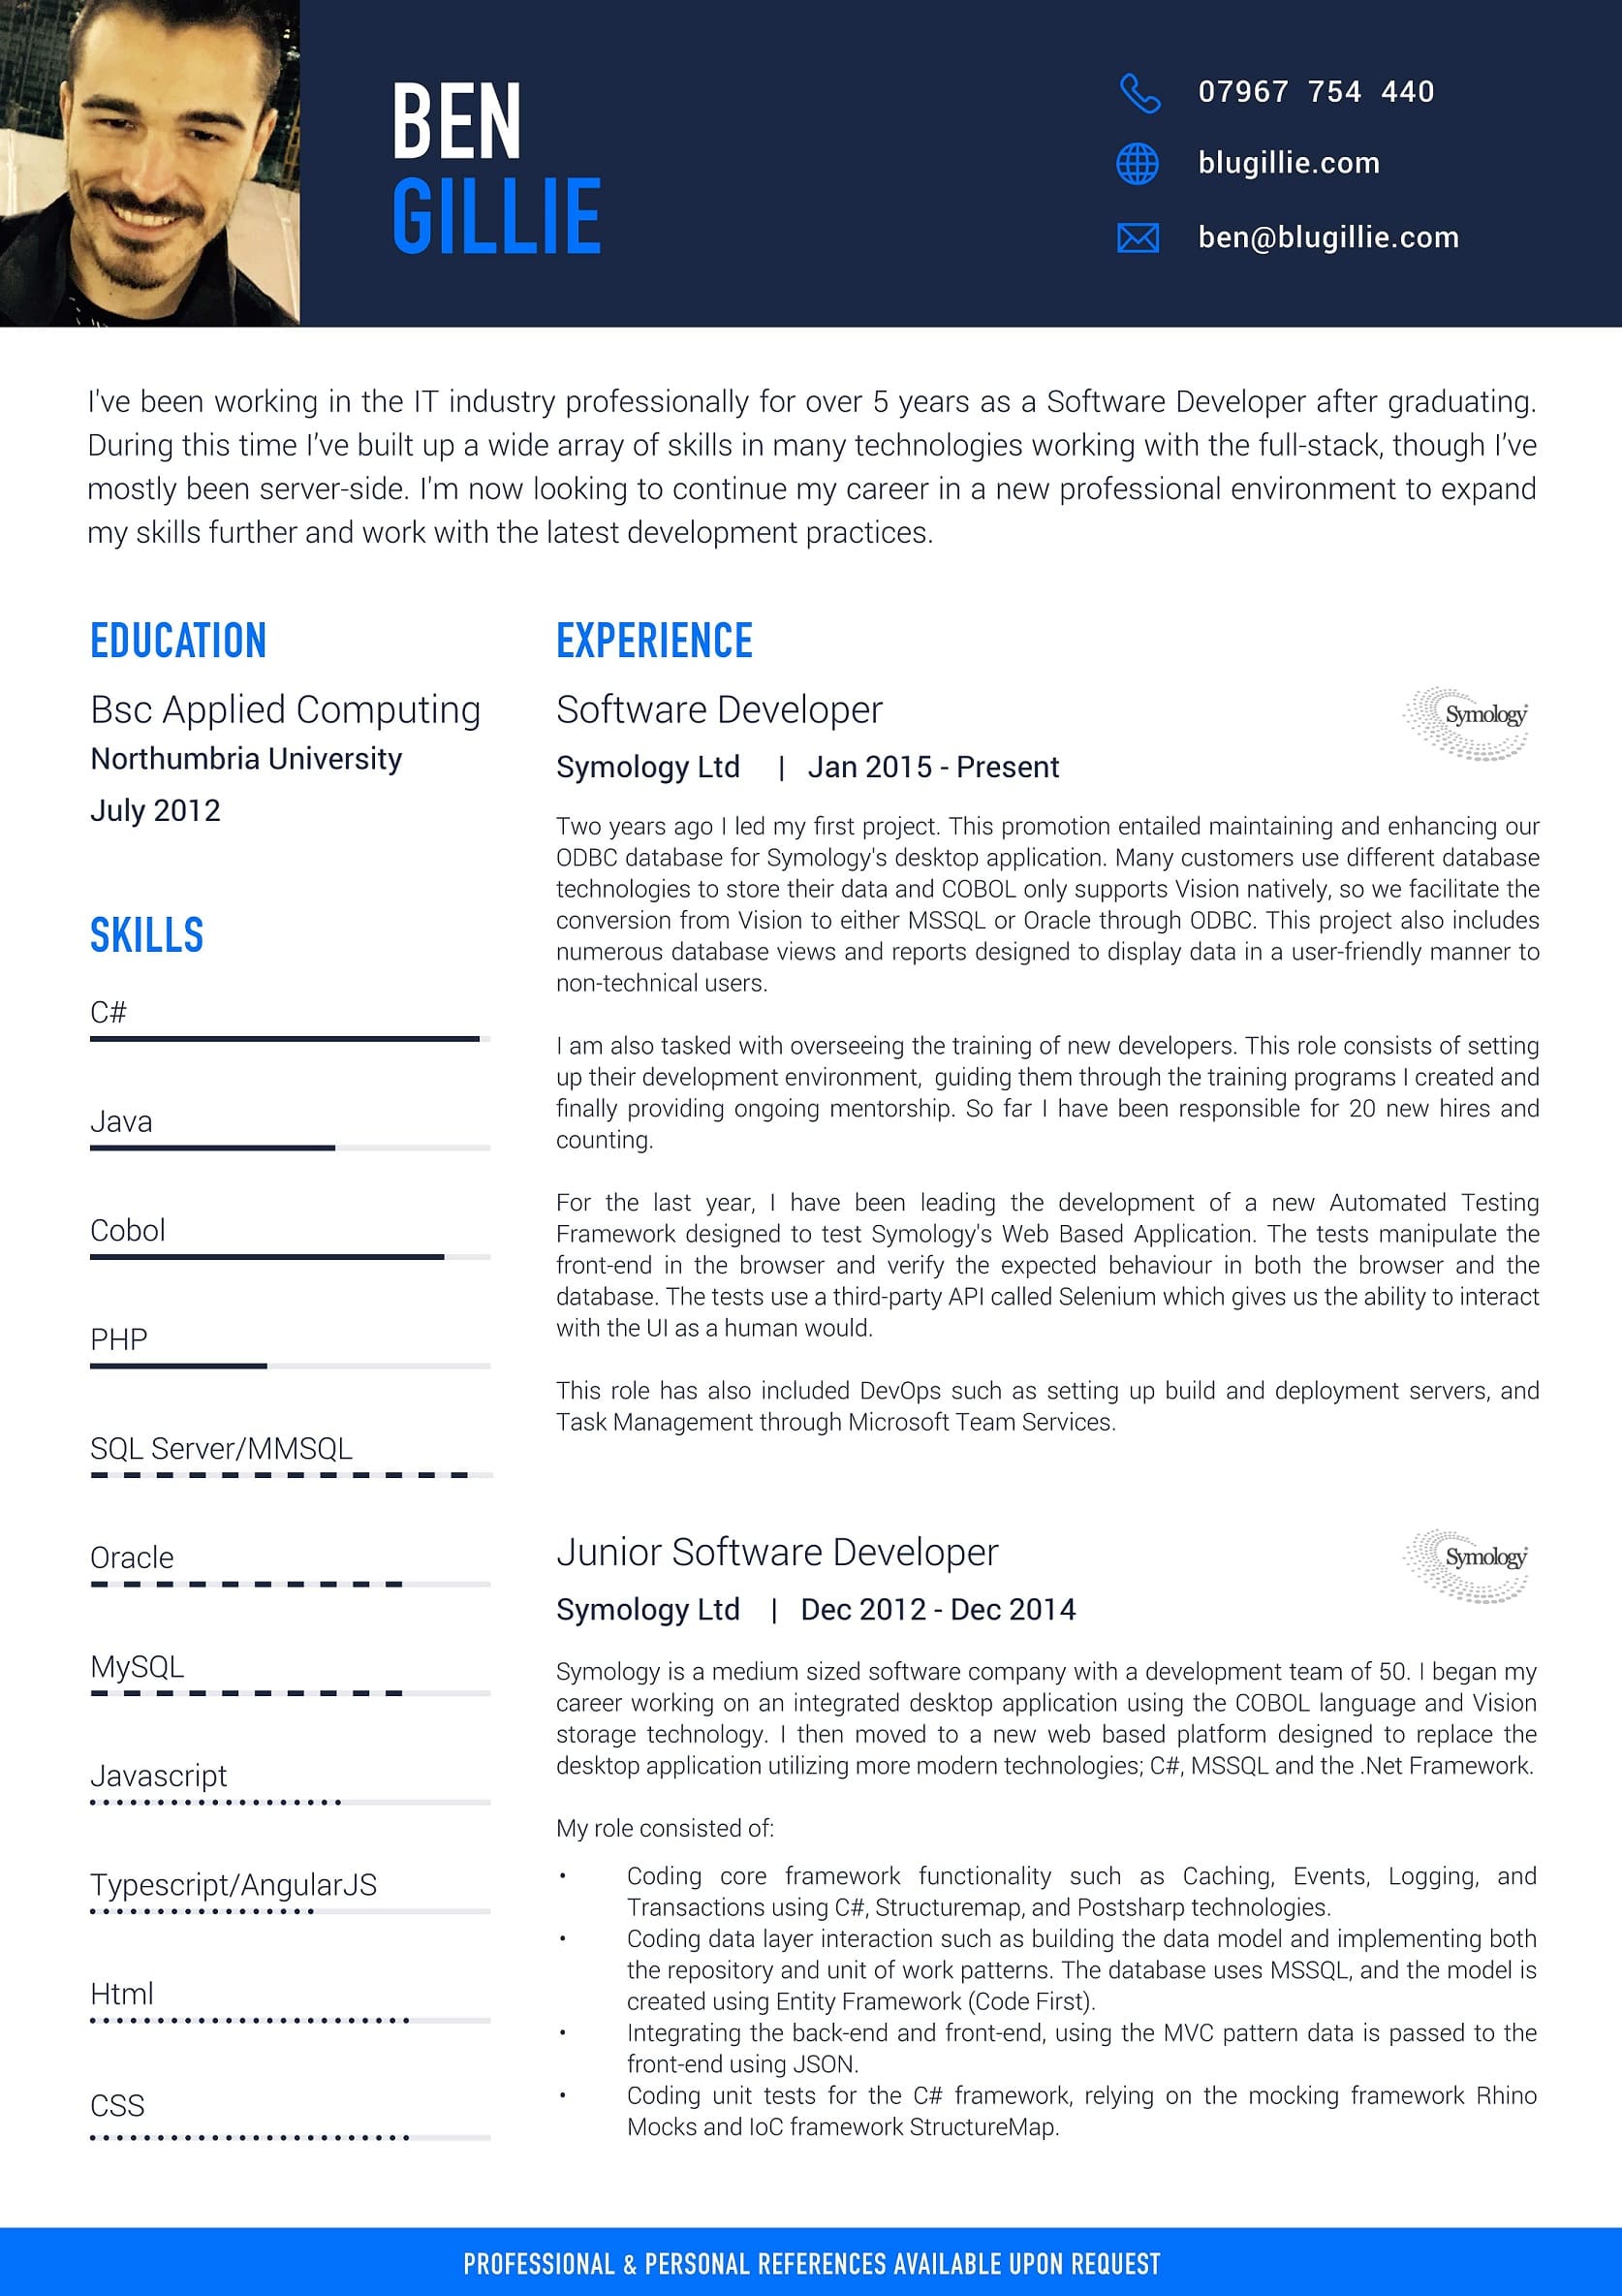 BEN
GILLIE
07967 754 440
blugillie.com
ben@blugillie.com
I've been working in the IT industry professionally for over 5 years as a Software Developer after graduating.
During this time I've built up a wide array of skills in many technologies working with the full-stack, though I've
mostly been server-side. I'm now looking to continue my career in a new professional environment to expand
my skills further and work with the latest development practices.
EDUCATION
Bsc Applied Computing
Northumbria University
July 2012
SKILLS
C#
Java
Cobol
PHP
SQL Server/MMSQL
Oracle
MySQL
Javascript
Typescript/AngularJS
Html
CSS
EXPERIENCE
Software Developer
Symology
Symology Ltd | Jan 2015 - Present
Two years ago I led my first project. This promotion entailed maintaining and enhancing our
ODBC database for Symology's desktop application. Many customers use different database
technologies to store their data and COBOL only supports Vision natively, so we facilitate the
conversion from Vision to either MSSQL or Oracle through ODBC. This project also includes
numerous database views and reports designed to display data in a user-friendly manner to
non-technical users.
I am also tasked with overseeing the training of new developers. This role consists of setting
up their development environment, guiding them through the training programs I created and
finally providing ongoing mentorship. So far I have been responsible for 20 new hires and
counting.
For the last year, I have been leading the development of a new Automated Testing
Framework designed to test Symology's Web Based Application. The tests manipulate the
front-end in the browser and verify the expected behaviour in both the browser and the
database. The tests use a third-party API called Selenium which gives us the ability to interact
with the UI as a human would.
This role has also included DevOps such as setting up build and deployment servers, and
Task Management through Microsoft Team Services.
Junior Software Developer
Symology
Symology Ltd | Dec 2012 - Dec 2014
Symology is a medium sized software company with a development team of 50. I began my
career working on an integrated desktop application using the COBOL language and Vision
storage technology. I then moved to a new web based platform designed to replace the
desktop application utilizing more modern technologies; C#, MSSQL and the .Net Framework.
My role consisted of:
• Coding core framework functionality such as Caching, Events, Logging, and
Transactions using C#, Structuremap, and Postsharp technologies.
• Coding data layer interaction such as building the data model and implementing both
the repository and unit of work patterns. The database uses MSSQL, and the model is
created using Entity Framework (Code First).
• Integrating the back-end and front-end, using the MVC pattern data is passed to the
front-end using JSON.
• Coding unit tests for the C# framework, relying on the mocking framework Rhino
Mocks and IoC framework StructureMap.
PROFESSIONAL & PERSONAL REFERENCES AVAILABLE UPON REQUEST